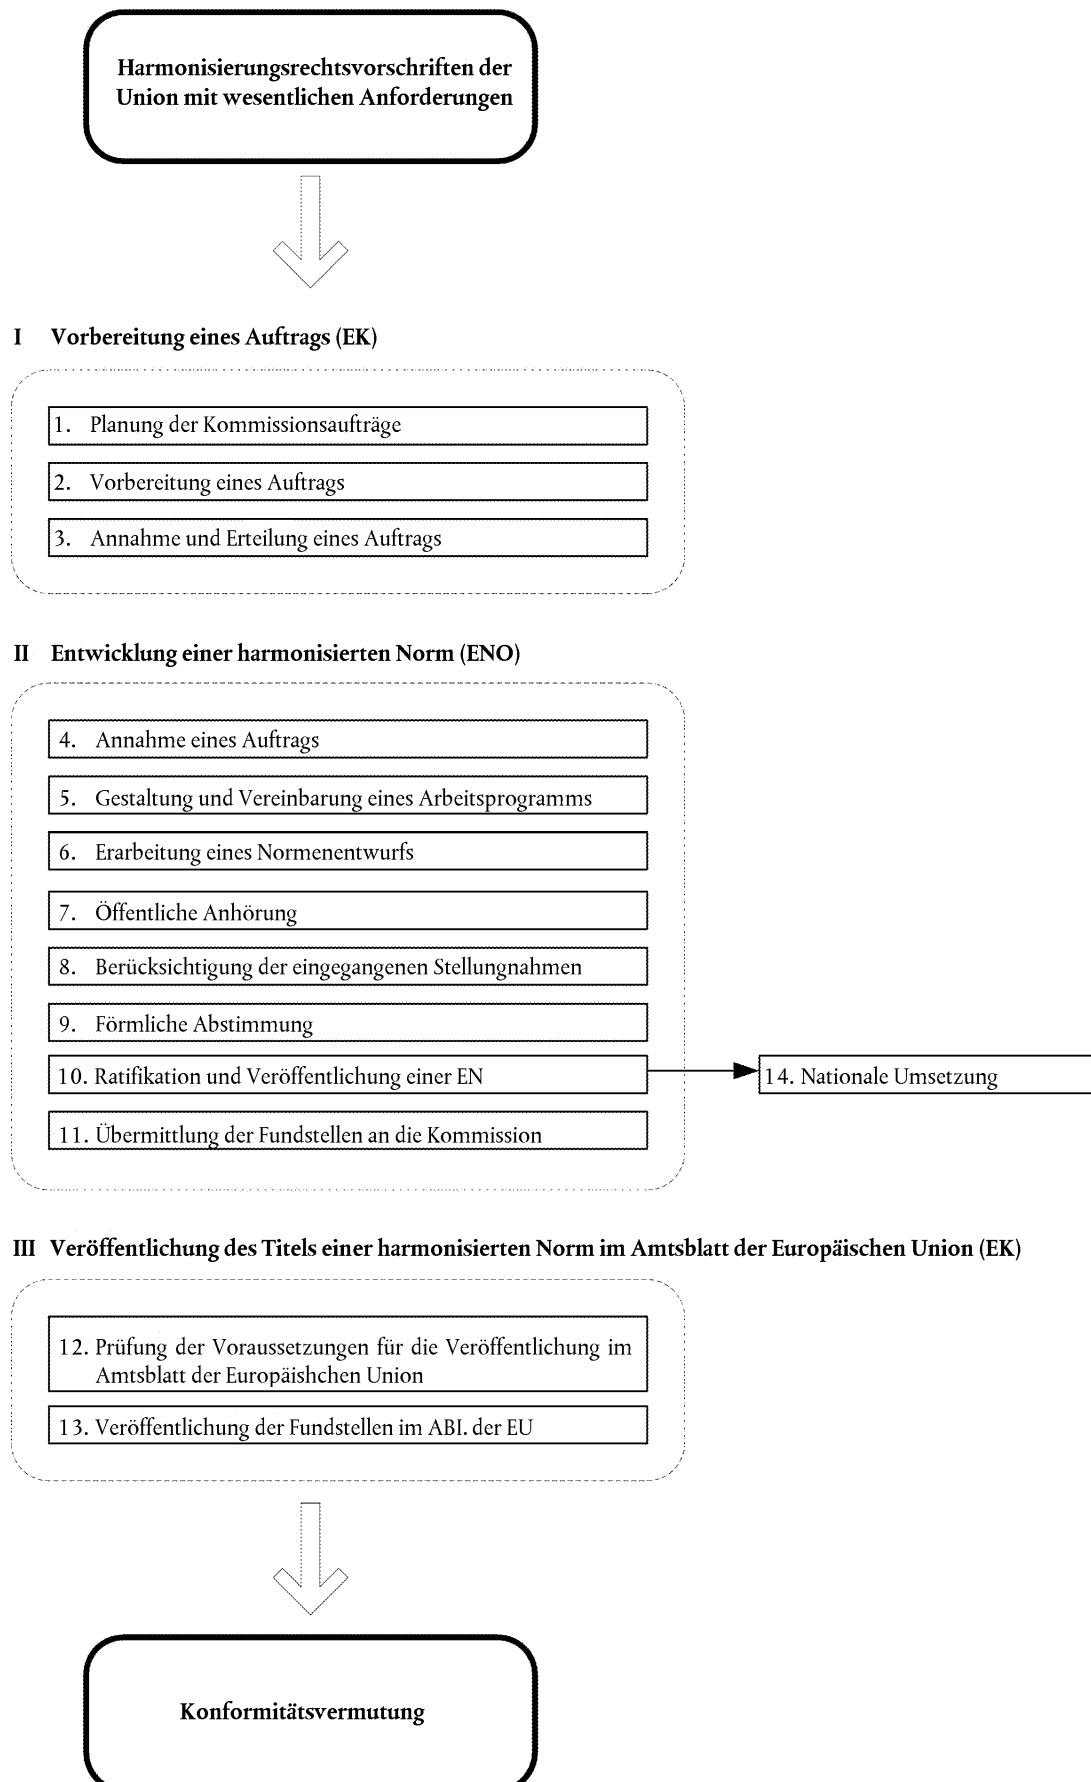 Harmonisierungsrechtsvorschriften der
Union mit wesentlichen Anforderungen
I Vorbereitung eines Auftrags (EK)
1. Planung der Kommissionsaufträge
2. Vorbereitung eines Auftrags
3. Annahme und Erteilung eines Auftrags
II Entwicklung einer harmonisierten Norm (ENO)
4. Annahme eines Auftrags
5. Gestaltung und Vereinbarung eines Arbeitsprogramms
6. Erarbeitung eines Normenentwurfs
7. Öffentliche Anhörung
8. Berücksichtigung der eingegangenen Stellungnahmen
9. Förmliche Abstimmung
10. Ratifikation und Veröffentlichung einer EN
14. Nationale Umsetzung
11. Übermittlung der Fundstellen an die Kommission
III Veröffentlichung des Titels einer harmonisierten Norm im Amtsblatt der Europäischen Union (EK)
12. Prüfung der Voraussetzungen für die Veröffentlichung im
Amtsblatt der Europäishchen Union
13. Veröffentlichung der Fundstellen im ABI. der EU
Konformitätsvermutung